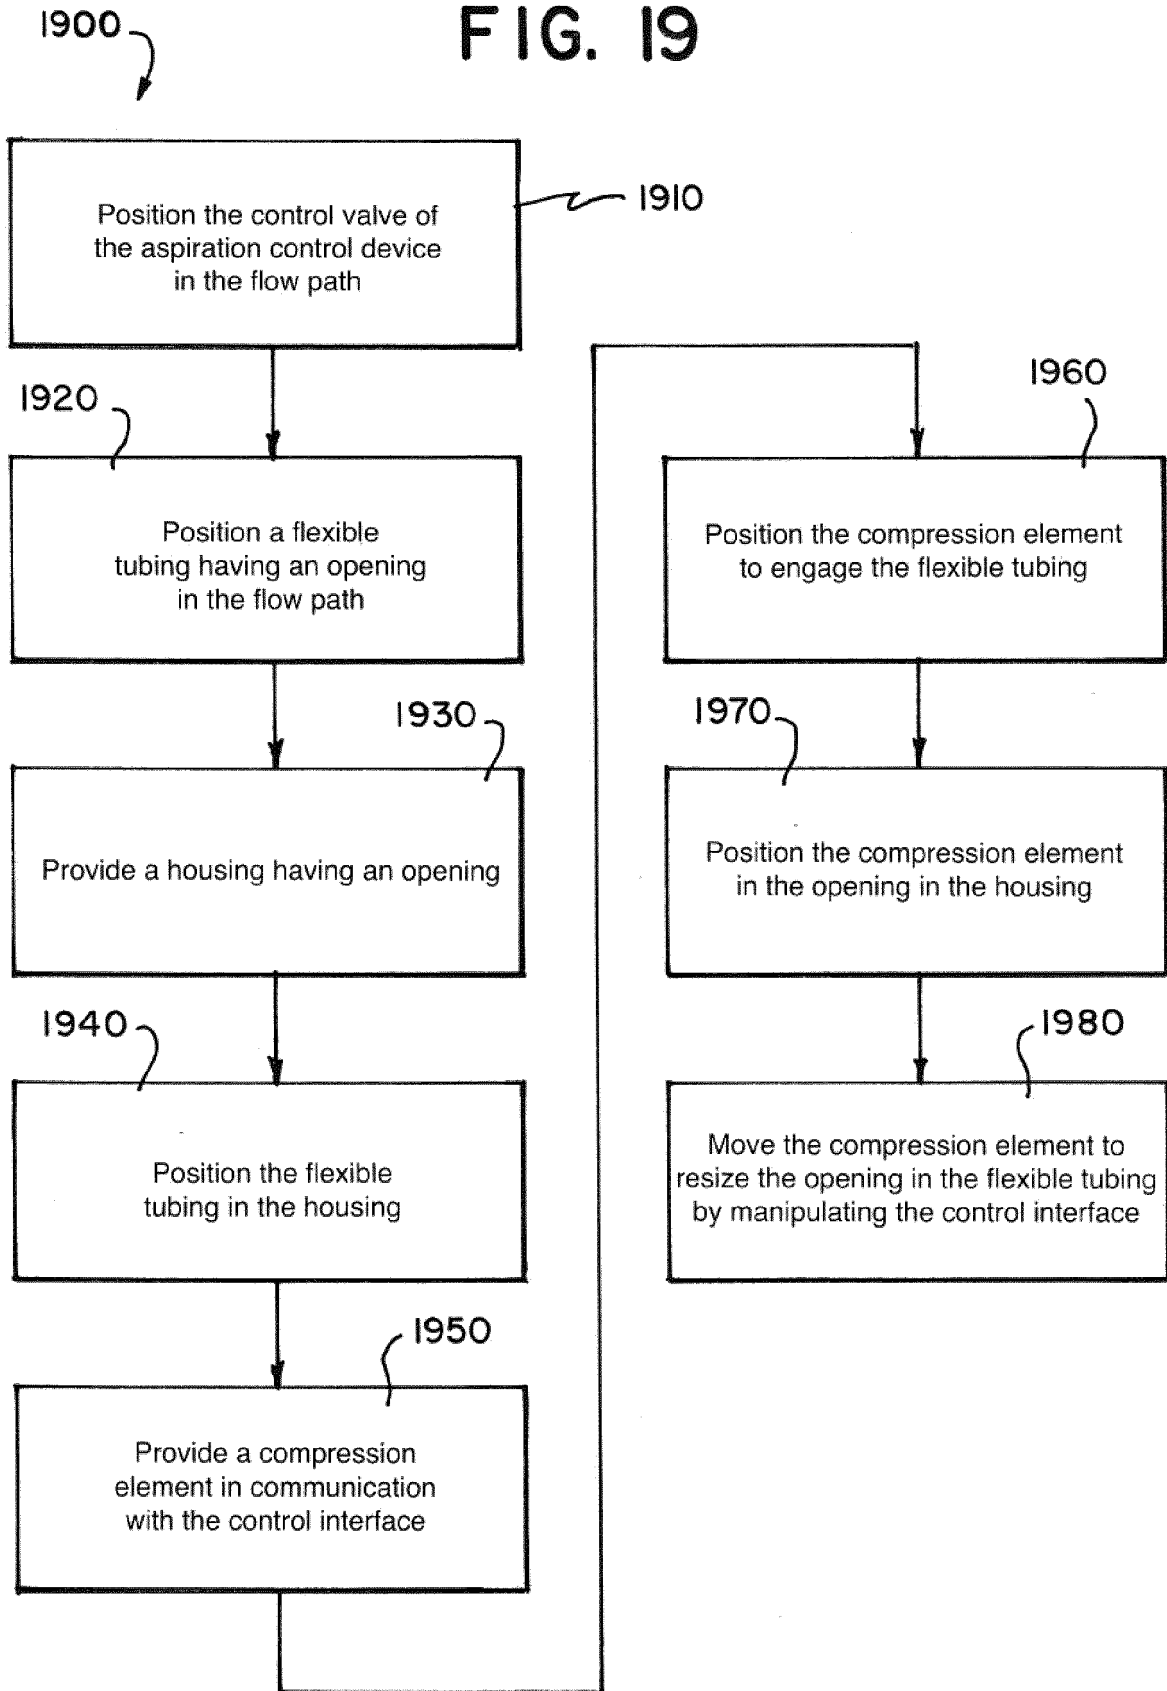 FIG. 19
1900
1910
Position the control valve of
the aspiration control device
in the flow path
1920
Position a flexible
tubing having an opening
in the flow path
1930
Provide a housing having an opening
1940
Position the flexible
tubing in the housing
1950
Provide a compression
element in communication
with the control interface
1960
Position the compression element
to engage the flexible tubing
1970
Position the compression element
in the opening in the housing
1980
Move the compression element to
resize the opening in the flexible tubing
by manipulating the control interface